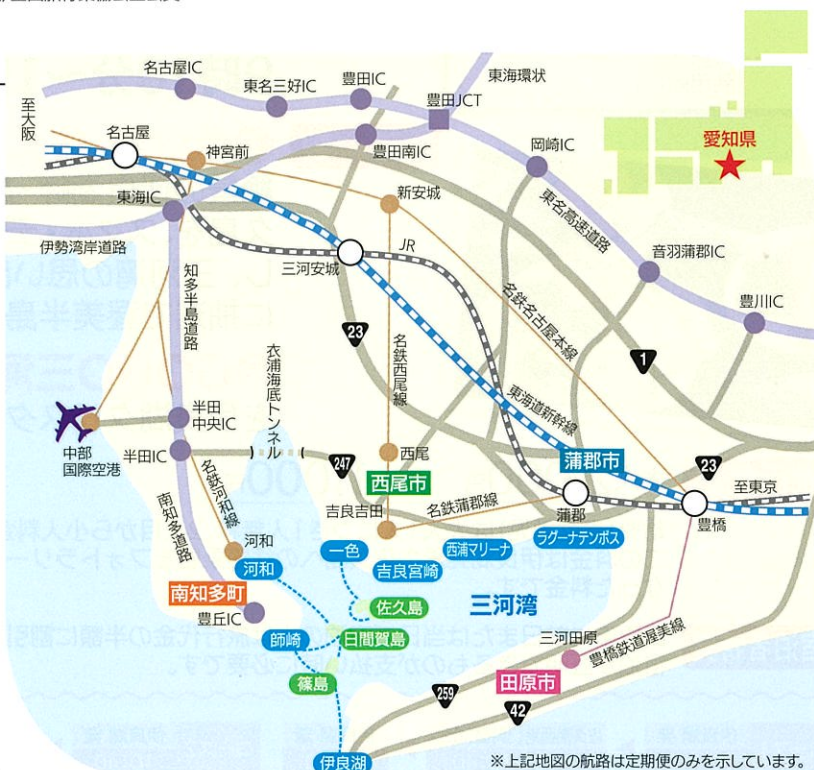 名古屋IC
東名三好IC
豊田IC
東海環状
至大阪
豊田JCT
名古屋
神宮前
豊田南IC
岡崎IC
愛知県
新安城
東海IC
東名高速道路
伊勢湾岸道路
JR
三河安城
音羽蒲郡IC
知多半島道路
名鉄名古屋本線
豊川IC
23
1
衣浦海底トンネル
名鉄西尾線
東海道新幹線
半田
中央IC
中部
国際空港
半田IC
247
西尾
蒲郡市
23
西尾市
名鉄河和線
至東京
吉良吉田
名鉄蒲郡線
蒲郡
豊橋
南知多道路
ラグーナテンボス
西浦マリーナ
河和
一色
河和
吉良宮崎
南知多町
佐久島
三河湾
豊丘IC
師崎
日間賀島
三河田原
豊橋鉄道渥美線
篠島
田原市
259
42
伊良湖
※上記地図の航路は定期便のみを示しています。